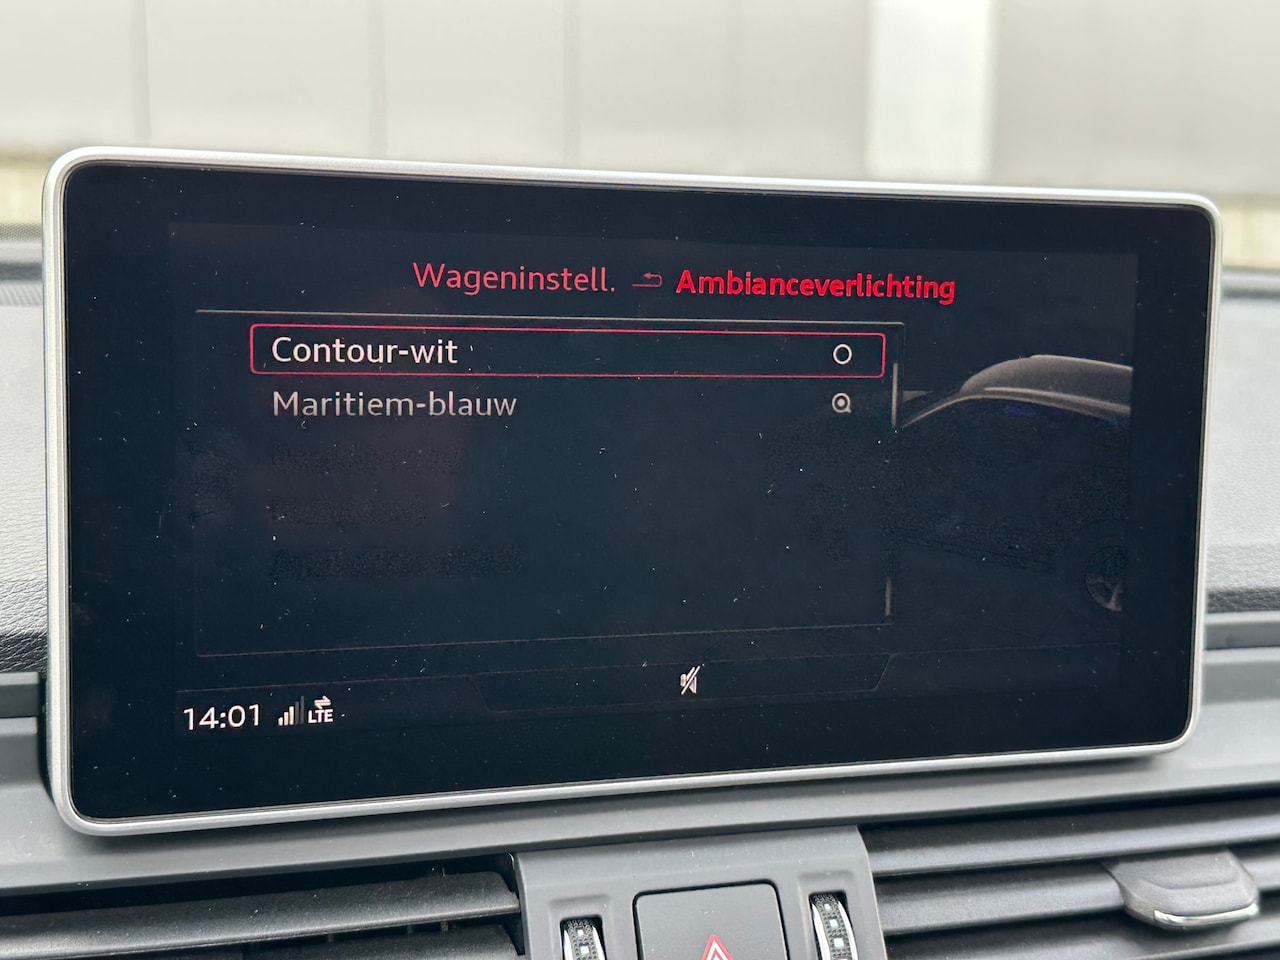 Wageninstell. Ambianceverlichting
Contour-wit
Maritiem-blauw
14:01 LTE